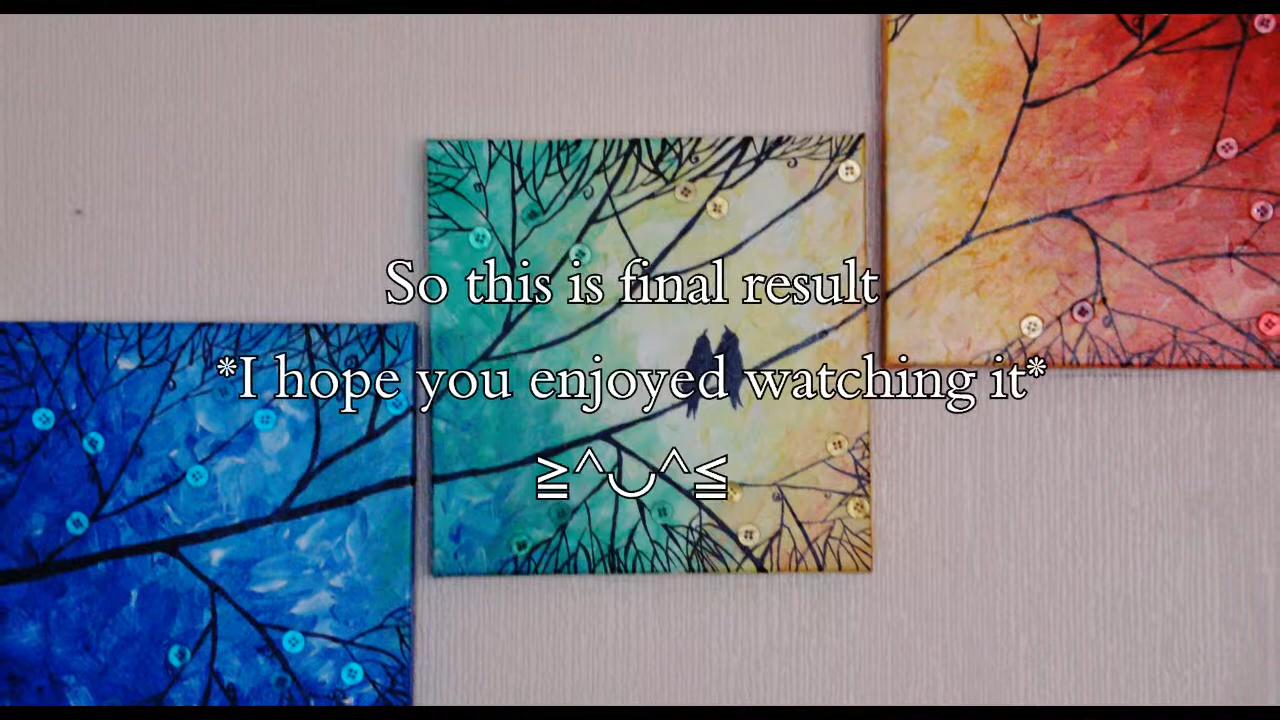 So this is final result
*I hope you enjoyed watching it*
≧^◡^≦